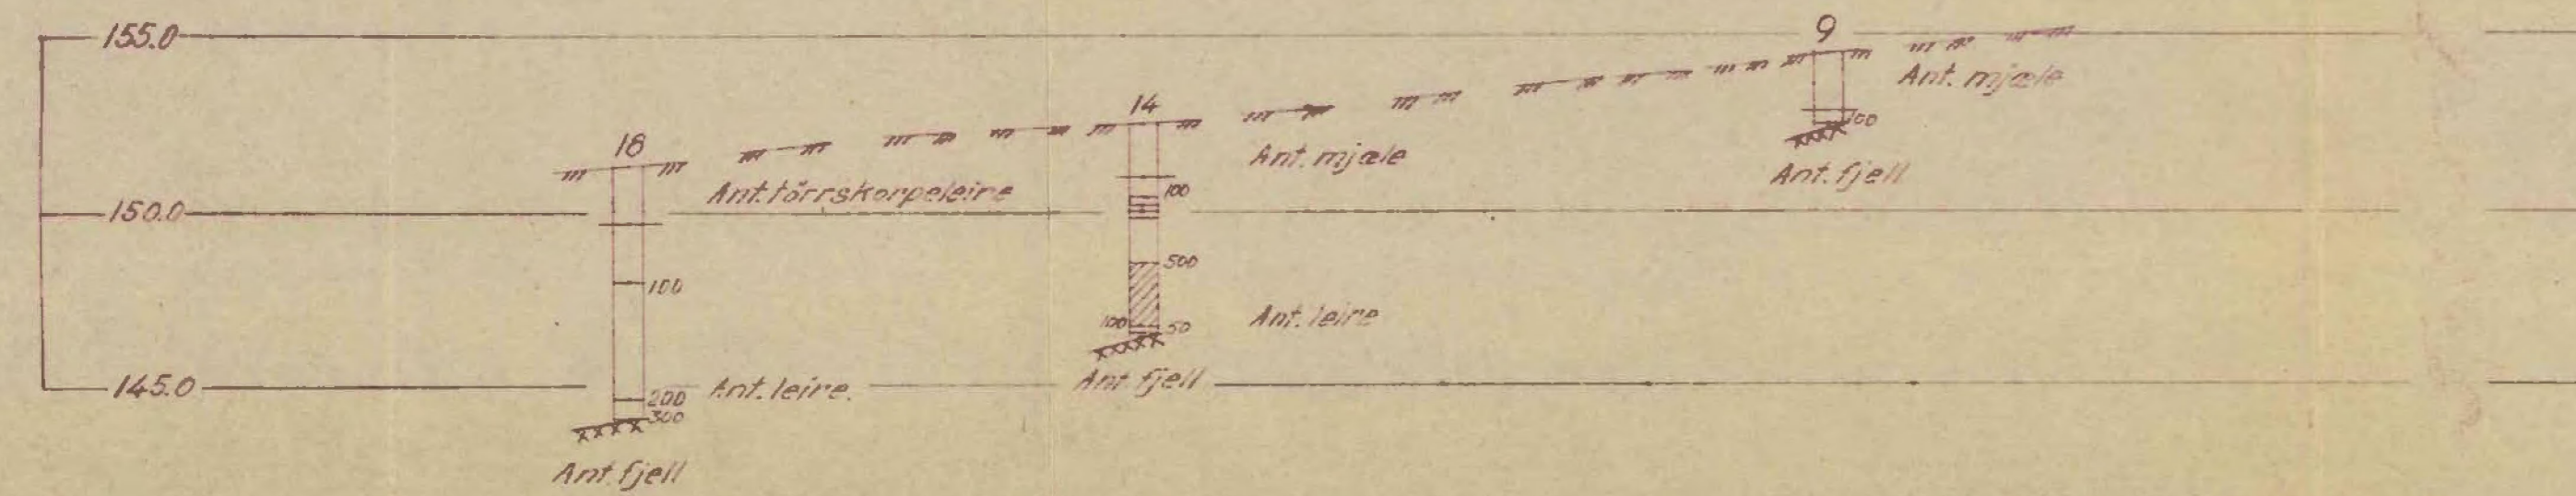 155.0
9
Ant. mjæle
14
100
18
Ant. mjæle
Ant. fjell
Ant. törrskorpeleire
100
150.0
500
100
100
50
Ant. leire
145.0
200
Ant. leire.
Ant. fjell
300
Ant. fjell